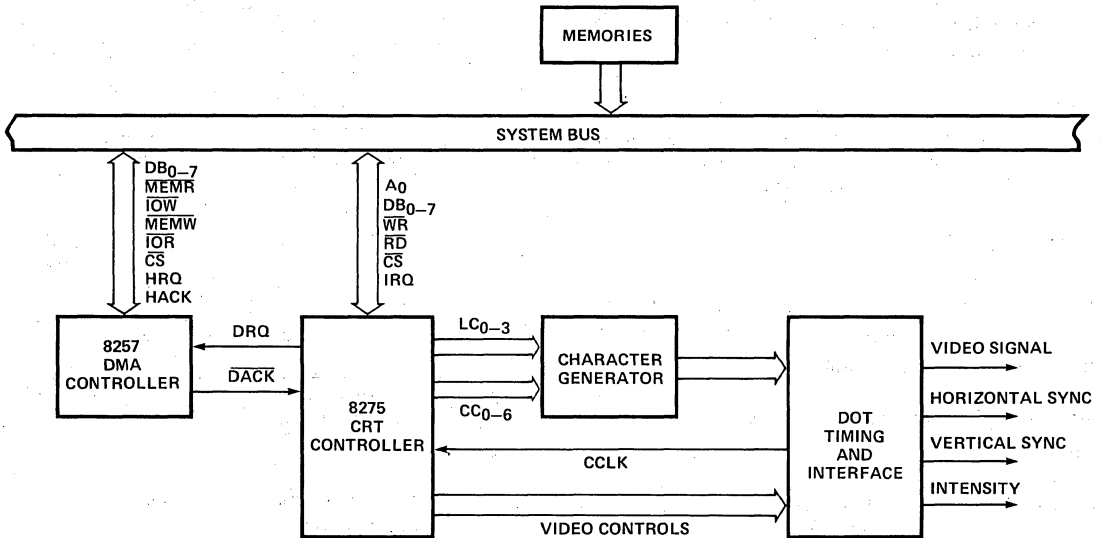 MEMORIES
SYSTEM BUS
DB0–7
MEMR
IOW
MEMW
IOR
CS
HRQ
HACK
A0
DB0–7
WR
RD
CS
IRQ
8257
DMA
CONTROLLER
DRQ
DACK
8275
CRT
CONTROLLER
LC0–3
CC0–6
CHARACTER
GENERATOR
CCLK
VIDEO CONTROLS
DOT
TIMING
AND
INTERFACE
VIDEO SIGNAL
HORIZONTAL SYNC
VERTICAL SYNC
INTENSITY